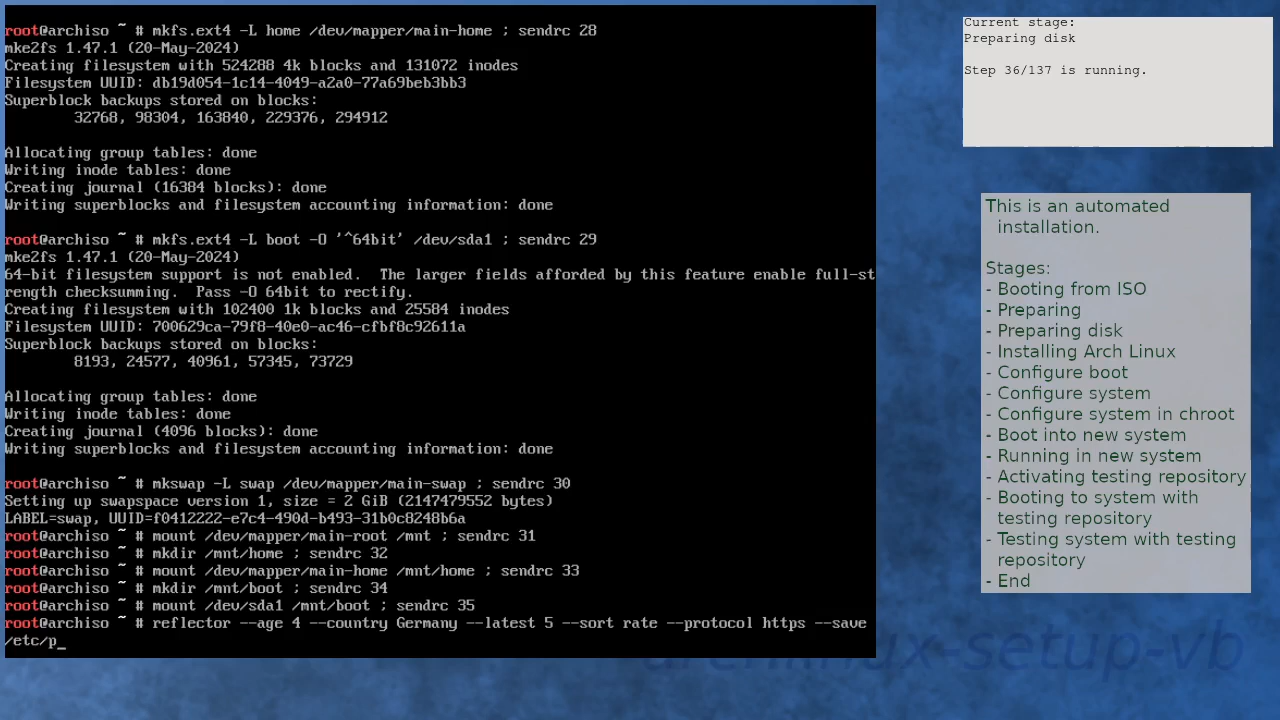 root@archiso ~ # mkfs.ext4 -L home /dev/mapper/main-home ; sendrc 28
mke2fs 1.47.1 (20-May-2024)
Creating filesystem with 524288 4k blocks and 131072 inodes
Filesystem UUID: db19d054-1c14-4049-a2a0-77a69beb3bb3
Superblock backups stored on blocks:
        32768, 98304, 163840, 229376, 294912

Allocating group tables: done
Writing inode tables: done
Creating journal (16384 blocks): done
Writing superblocks and filesystem accounting information: done

root@archiso ~ # mkfs.ext4 -L boot -O '^64bit' /dev/sda1 ; sendrc 29
mke2fs 1.47.1 (20-May-2024)
64-bit filesystem support is not enabled.  The larger fields afforded by this feature enable full-st
rength checksumming.  Pass -O 64bit to rectify.
Creating filesystem with 102400 1k blocks and 25584 inodes
Filesystem UUID: 700629ca-79f8-40e0-ac46-cfbf8c92611a
Superblock backups stored on blocks:
        8193, 24577, 40961, 57345, 73729

Allocating group tables: done
Writing inode tables: done
Creating journal (4096 blocks): done
Writing superblocks and filesystem accounting information: done

root@archiso ~ # mkswap -L swap /dev/mapper/main-swap ; sendrc 30
Setting up swapspace version 1, size = 2 GiB (2147479552 bytes)
LABEL=swap, UUID=f0412222-e7c4-490d-b493-31b0c8248b6a
root@archiso ~ # mount /dev/mapper/main-root /mnt ; sendrc 31
root@archiso ~ # mkdir /mnt/home ; sendrc 32
root@archiso ~ # mount /dev/mapper/main-home /mnt/home ; sendrc 33
root@archiso ~ # mkdir /mnt/boot ; sendrc 34
root@archiso ~ # mount /dev/sda1 /mnt/boot ; sendrc 35
root@archiso ~ # reflector --age 4 --country Germany --latest 5 --sort rate --protocol https --save
/etc/p_
Current stage:
Preparing disk

Step 36/137 is running.
This is an automated
installation.

Stages:
- Booting from ISO
- Preparing
- Preparing disk
- Installing Arch Linux
- Configure boot
- Configure system
- Configure system in chroot
- Boot into new system
- Running in new system
- Activating testing repository
- Booting to system with
testing repository
- Testing system with testing
repository
- End
archlinux-setup-vb